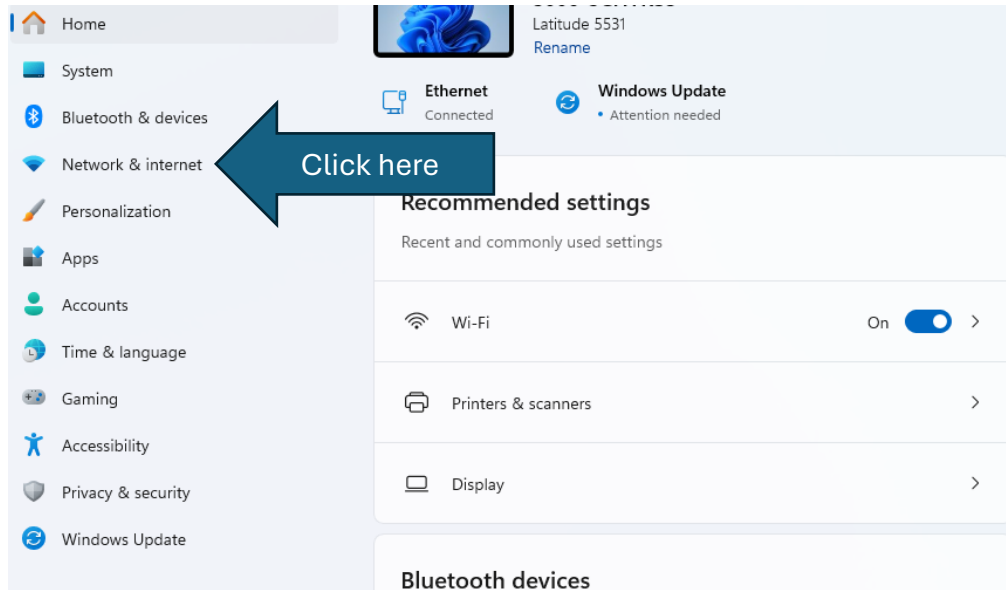 Home
System
Bluetooth & devices
Network & internet
Personalization
Apps
Accounts
Time & language
Gaming
Accessibility
Privacy & security
Windows Update
Latitude 5531
Rename
Ethernet
Connected
Windows Update
• Attention needed
Click here
Recommended settings
Recent and commonly used settings
Wi-Fi
On
Printers & scanners
Display
Bluetooth devices